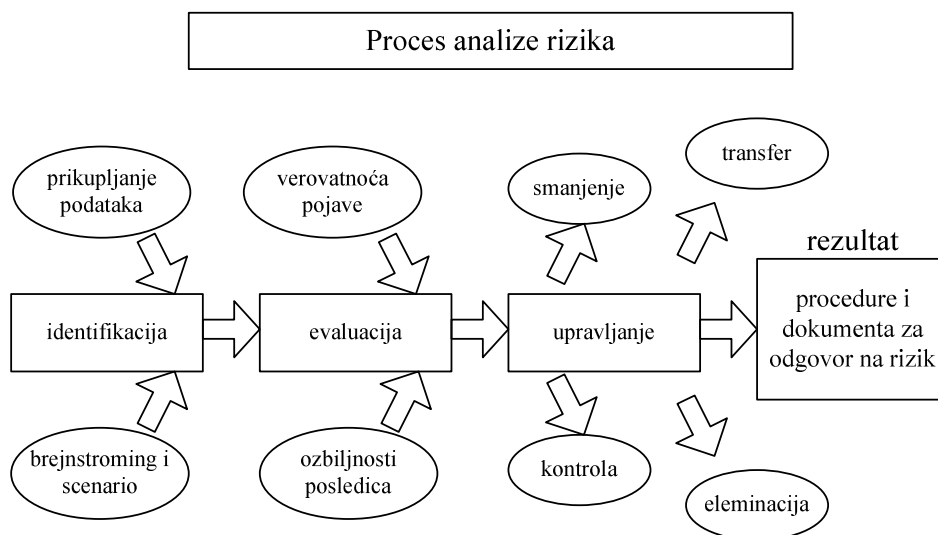 Proces analize rizika
prikupljanje
podataka
verovatnoća
pojave
smanjenje
transfer
rezultat
identifikacija
evaluacija
upravljanje
procedure i
dokumenta za
odgovor na rizik
brejnstroming i
scenario
ozbiljnosti
posledica
kontrola
eleminacija